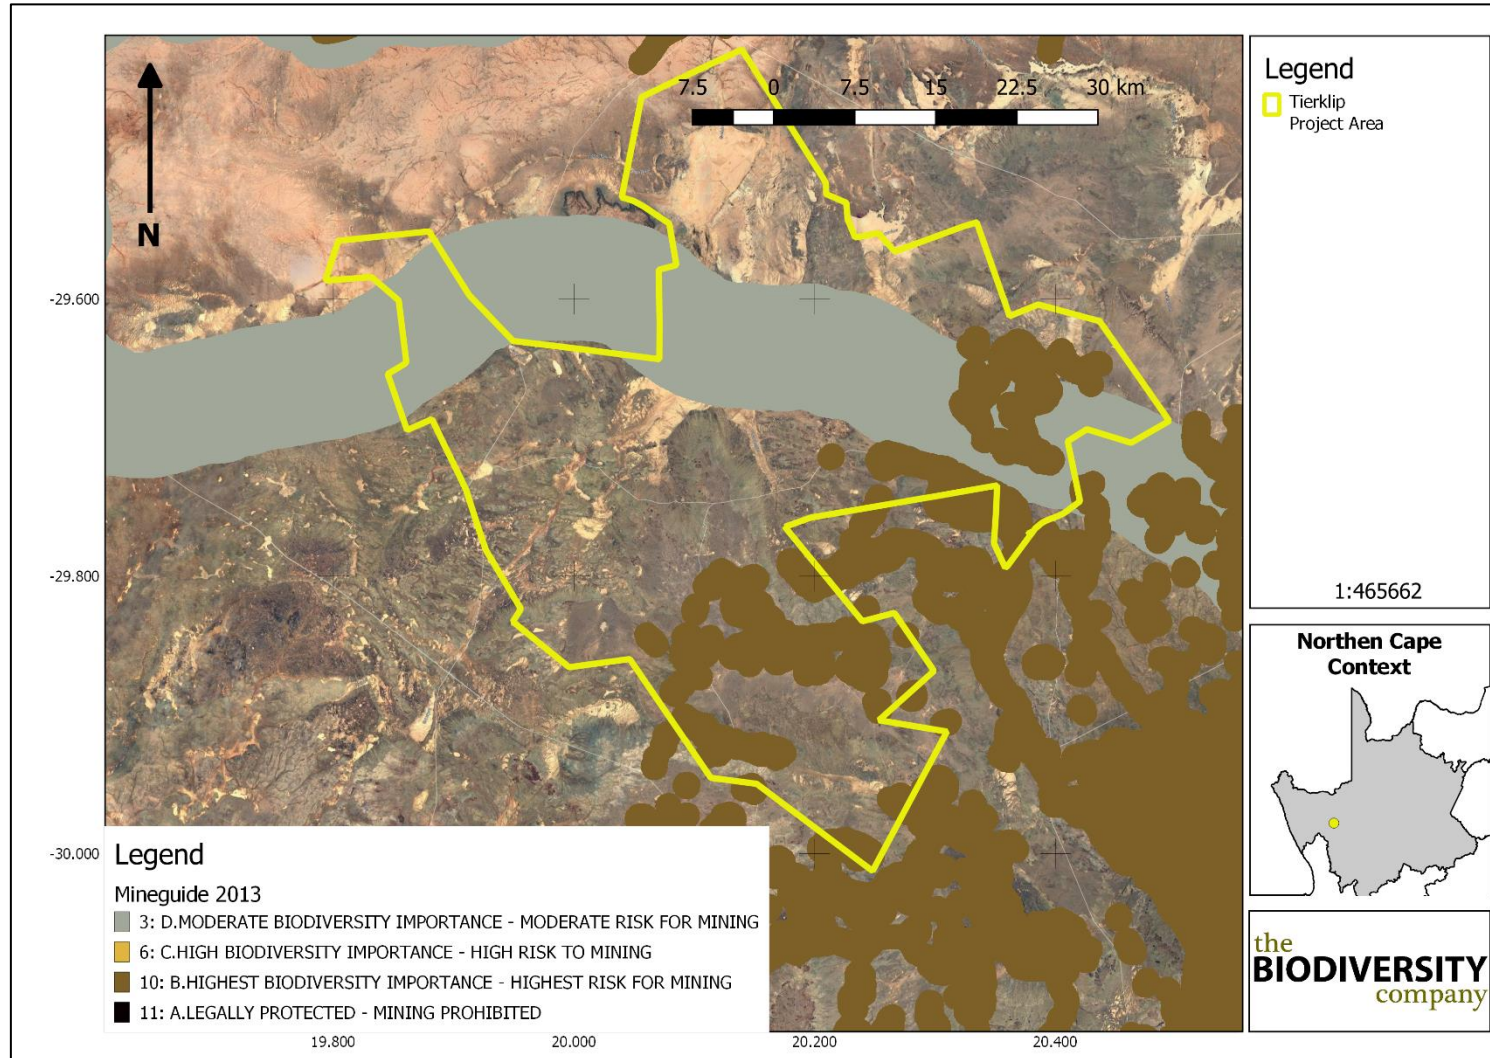 7.5 0 7.5 15 22.5 30 km
N
-29.600
-29.800
-30.000
19.800 20.000 20.200 20.400
Legend
Mineguide 2013
3: D.MODERATE BIODIVERSITY IMPORTANCE - MODERATE RISK FOR MINING
6: C.HIGH BIODIVERSITY IMPORTANCE - HIGH RISK TO MINING
10: B.HIGHEST BIODIVERSITY IMPORTANCE - HIGHEST RISK FOR MINING
11: A.LEGALLY PROTECTED - MINING PROHIBITED
Legend
Tierklip
Project Area
1:465662
Northen Cape
Context
the
BIODIVERSITY
company